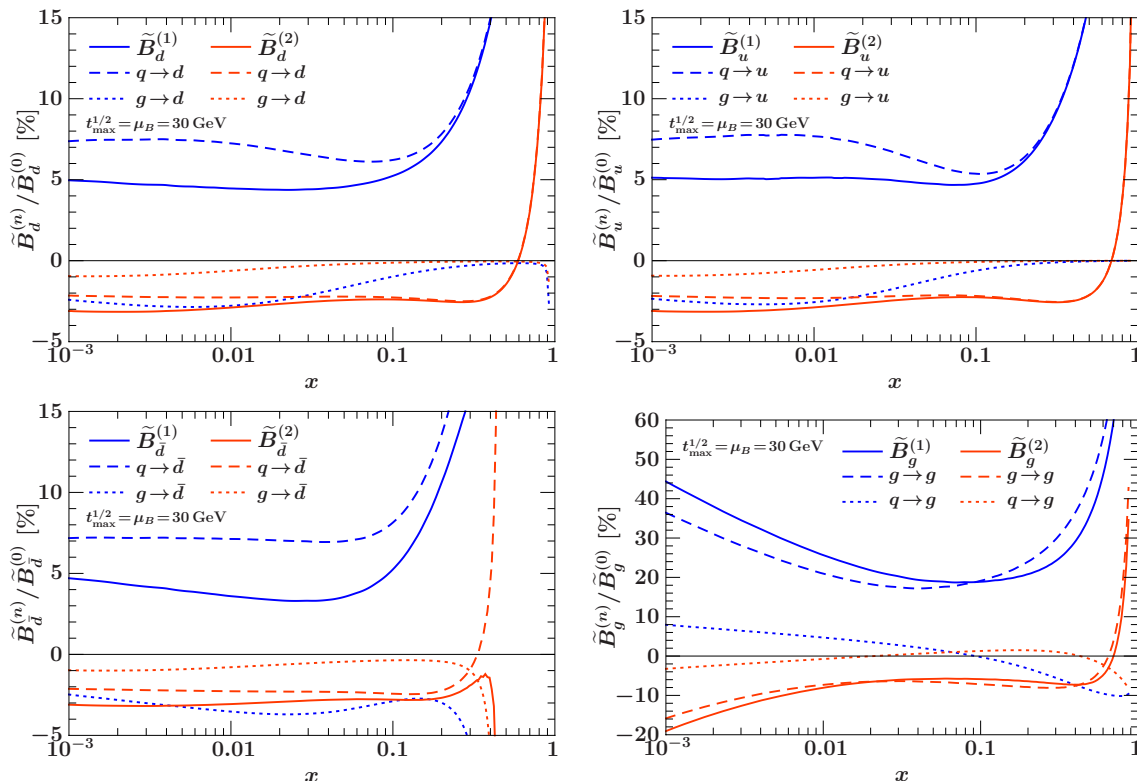 15
10
5
0
−5
B̃_d^(n)/B̃_d^(0) [%]
B̃_d^(1) B̃_d^(2)
q→d q→d
g→d g→d
t_max^1/2=μ_B=30 GeV
10^−3 0.01 0.1 1
x
15
10
5
0
−5
B̃_u^(n)/B̃_u^(0) [%]
B̃_u^(1) B̃_u^(2)
q→u q→u
g→u g→u
t_max^1/2=μ_B=30 GeV
10^−3 0.01 0.1 1
x
15
10
5
0
−5
B̃_d̄^(n)/B̃_d̄^(0) [%]
B̃_d̄^(1) B̃_d̄^(2)
q→d̄ q→d̄
g→d̄ g→d̄
t_max^1/2=μ_B=30 GeV
10^−3 0.01 0.1 1
x
60
50
40
30
20
10
0
−10
−20
B̃_g^(n)/B̃_g^(0) [%]
t_max^1/2=μ_B=30 GeV
B̃_g^(1) B̃_g^(2)
g→g g→g
q→g q→g
10^−3 0.01 0.1 1
x